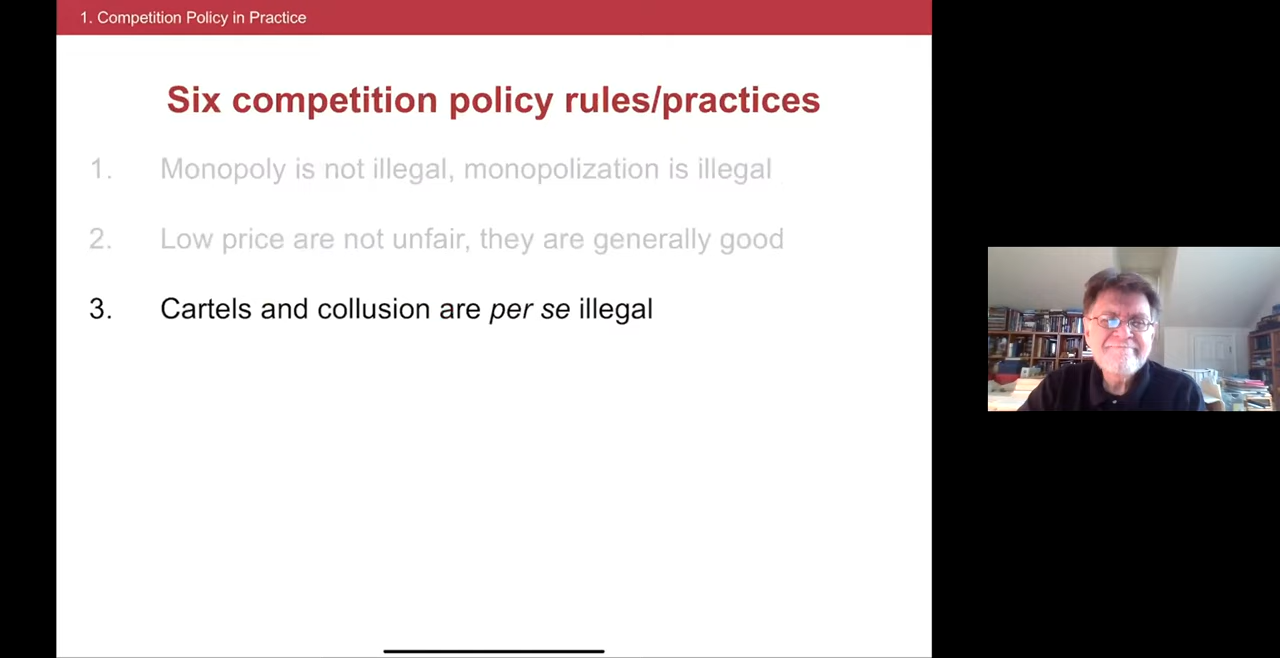 1. Competition Policy in Practice
Six competition policy rules/practices
1. Monopoly is not illegal, monopolization is illegal
2. Low price are not unfair, they are generally good
3. Cartels and collusion are per se illegal